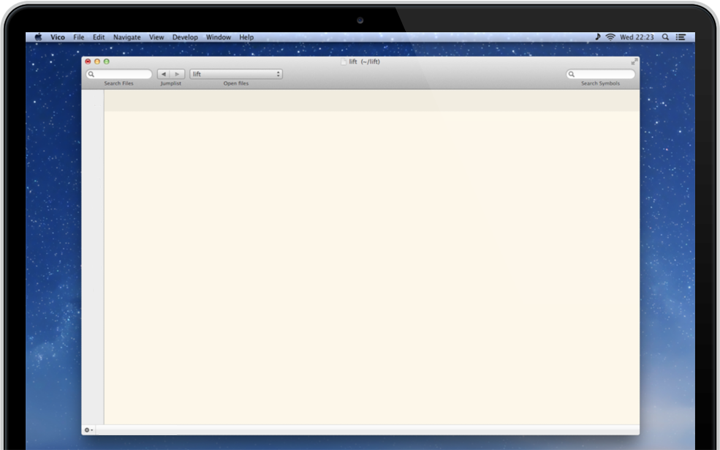 Vico File Edit Navigate View Develop Window Help Wed 22:23
lift (~/lift)
lift
Search Files Jumplist Open files Search Symbols